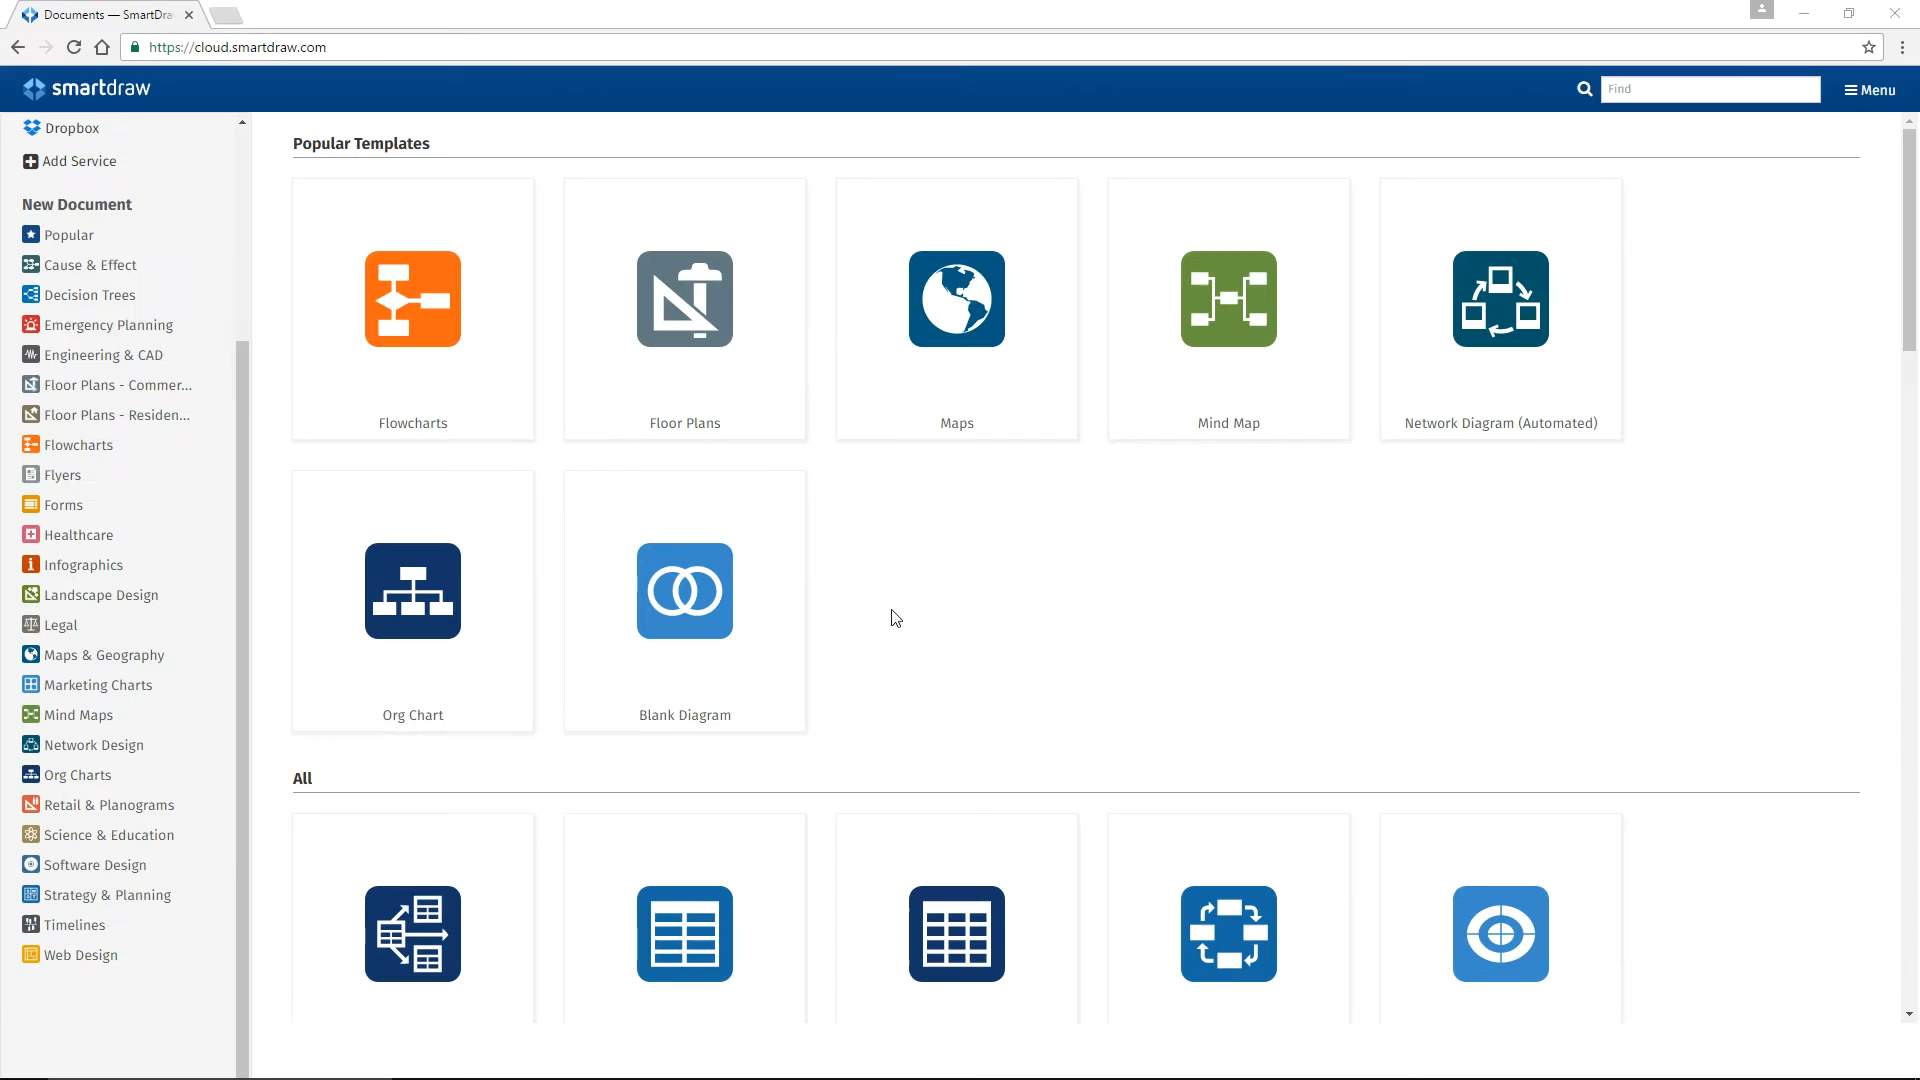 Documents — SmartDra
https://cloud.smartdraw.com
smartdraw
Find
Menu
Dropbox
Add Service
New Document
Popular
Cause & Effect
Decision Trees
Emergency Planning
Engineering & CAD
Floor Plans - Commer...
Floor Plans - Residen...
Flowcharts
Flyers
Forms
Healthcare
Infographics
Landscape Design
Legal
Maps & Geography
Marketing Charts
Mind Maps
Network Design
Org Charts
Retail & Planograms
Science & Education
Software Design
Strategy & Planning
Timelines
Web Design
Popular Templates
Flowcharts
Floor Plans
Maps
Mind Map
Network Diagram (Automated)
Org Chart
Blank Diagram
All